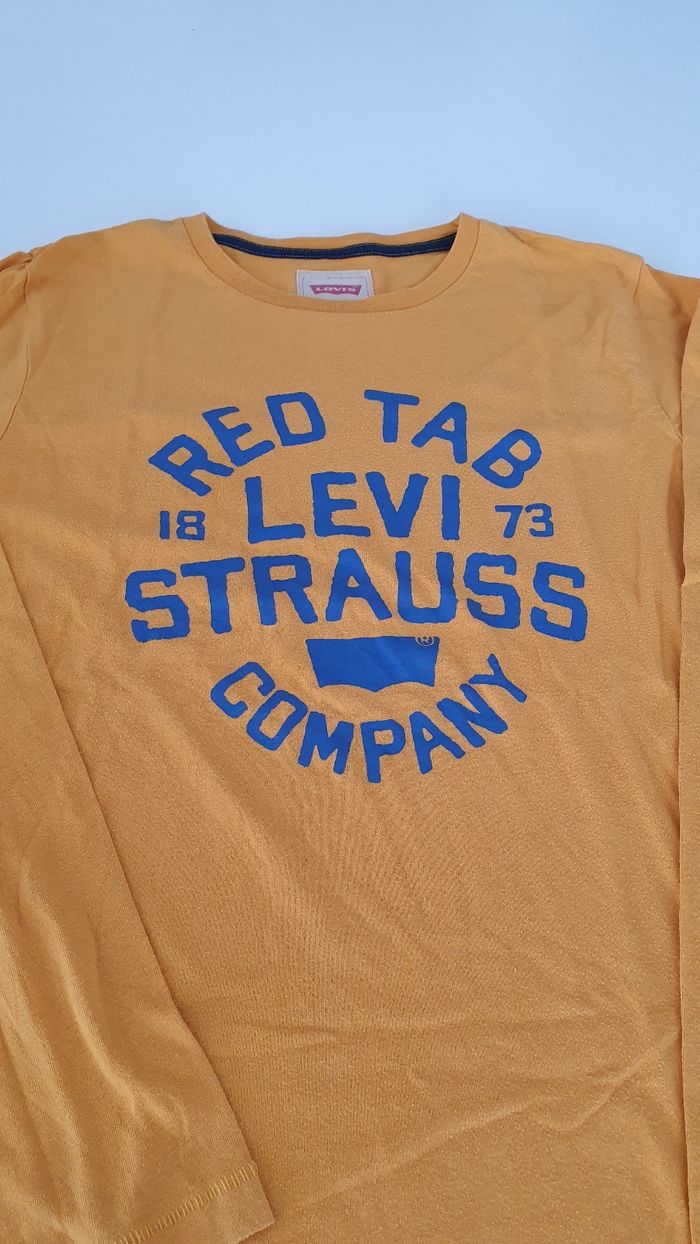 LEVI'S
RED TAB
18 LEVI 73
STRAUSS
®
COMPANY